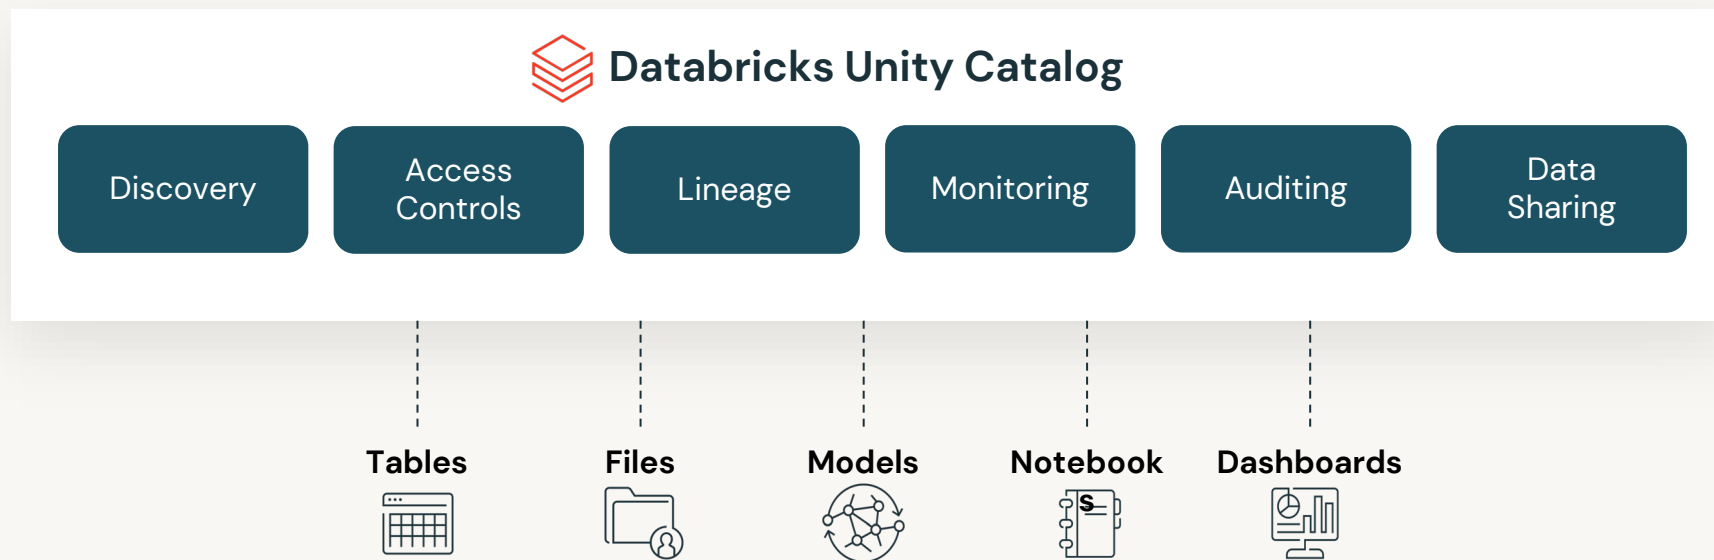 Databricks Unity Catalog
Discovery
Access
Controls
Lineage
Monitoring
Auditing
Data
Sharing
Tables
Files
Models
Notebook
s
Dashboards